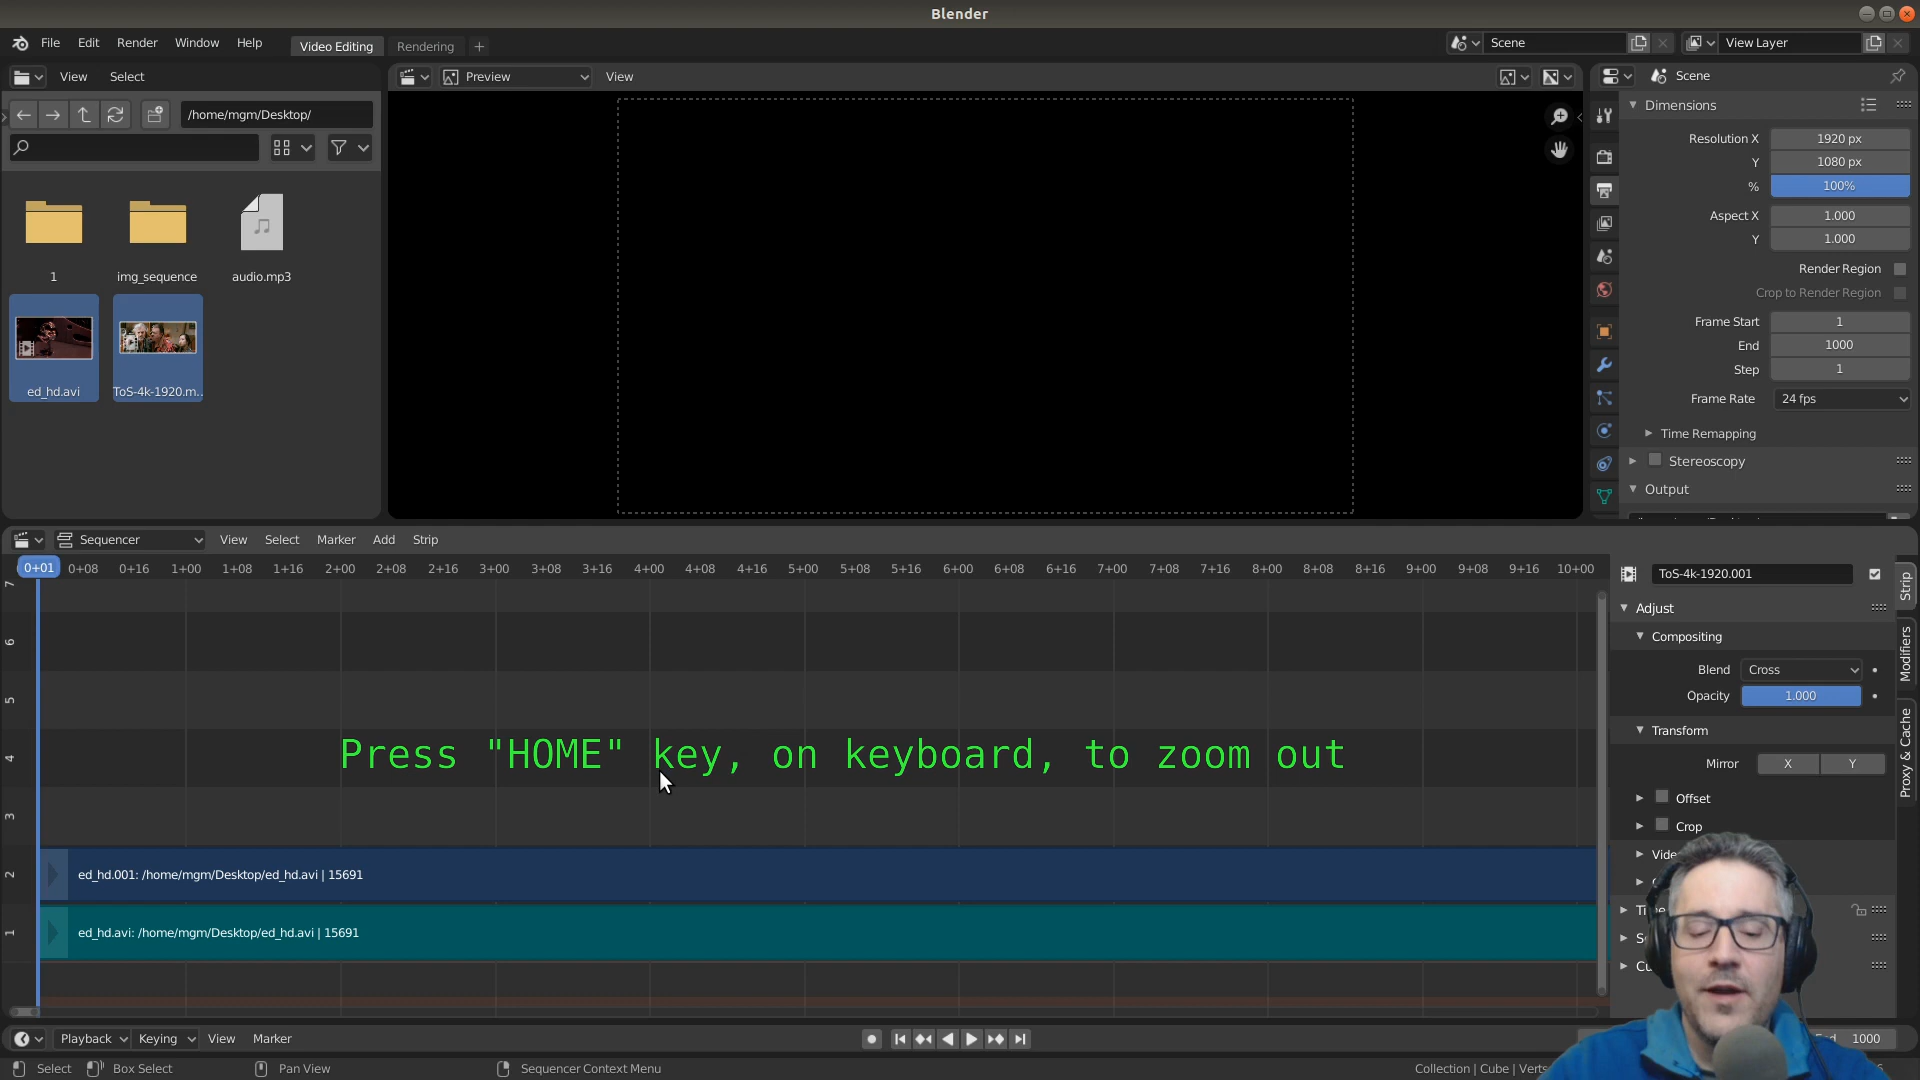 Blender
File Edit Render Window Help
Video Editing Rendering +
Scene
View Layer
View Select
Preview View
Scene
/home/mgm/Desktop/
Dimensions
Resolution X 1920 px
Y 1080 px
% 100%
Aspect X 1.000
Y 1.000
Render Region
Crop to Render Region
Frame Start 1
End 1000
Step 1
Frame Rate 24 fps
Time Remapping
Stereoscopy
Output
1 img_sequence audio.mp3
ed_hd.avi ToS-4k-1920.m..
Sequencer View Select Marker Add Strip
0+01 0+08 0+16 1+00 1+08 1+16 2+00 2+08 2+16 3+00 3+08 3+16 4+00 4+08 4+16 5+00 5+08 5+16 6+00 6+08 6+16 7+00 7+08 7+16 8+00 8+08 8+16 9+00 9+08 9+16 10+00
7
6
5
4
3
2
1
Press "HOME" key, on keyboard, to zoom out
ed_hd.001: /home/mgm/Desktop/ed_hd.avi | 15691
ed_hd.avi: /home/mgm/Desktop/ed_hd.avi | 15691
ToS-4k-1920.001
Adjust
Compositing
Blend Cross
Opacity 1.000
Transform
Mirror X Y
Offset
Crop
Strip
Modifiers
Proxy & Cache
Playback Keying View Marker
1000
Select Box Select Pan View Sequencer Context Menu
Collection | Cube | Verts